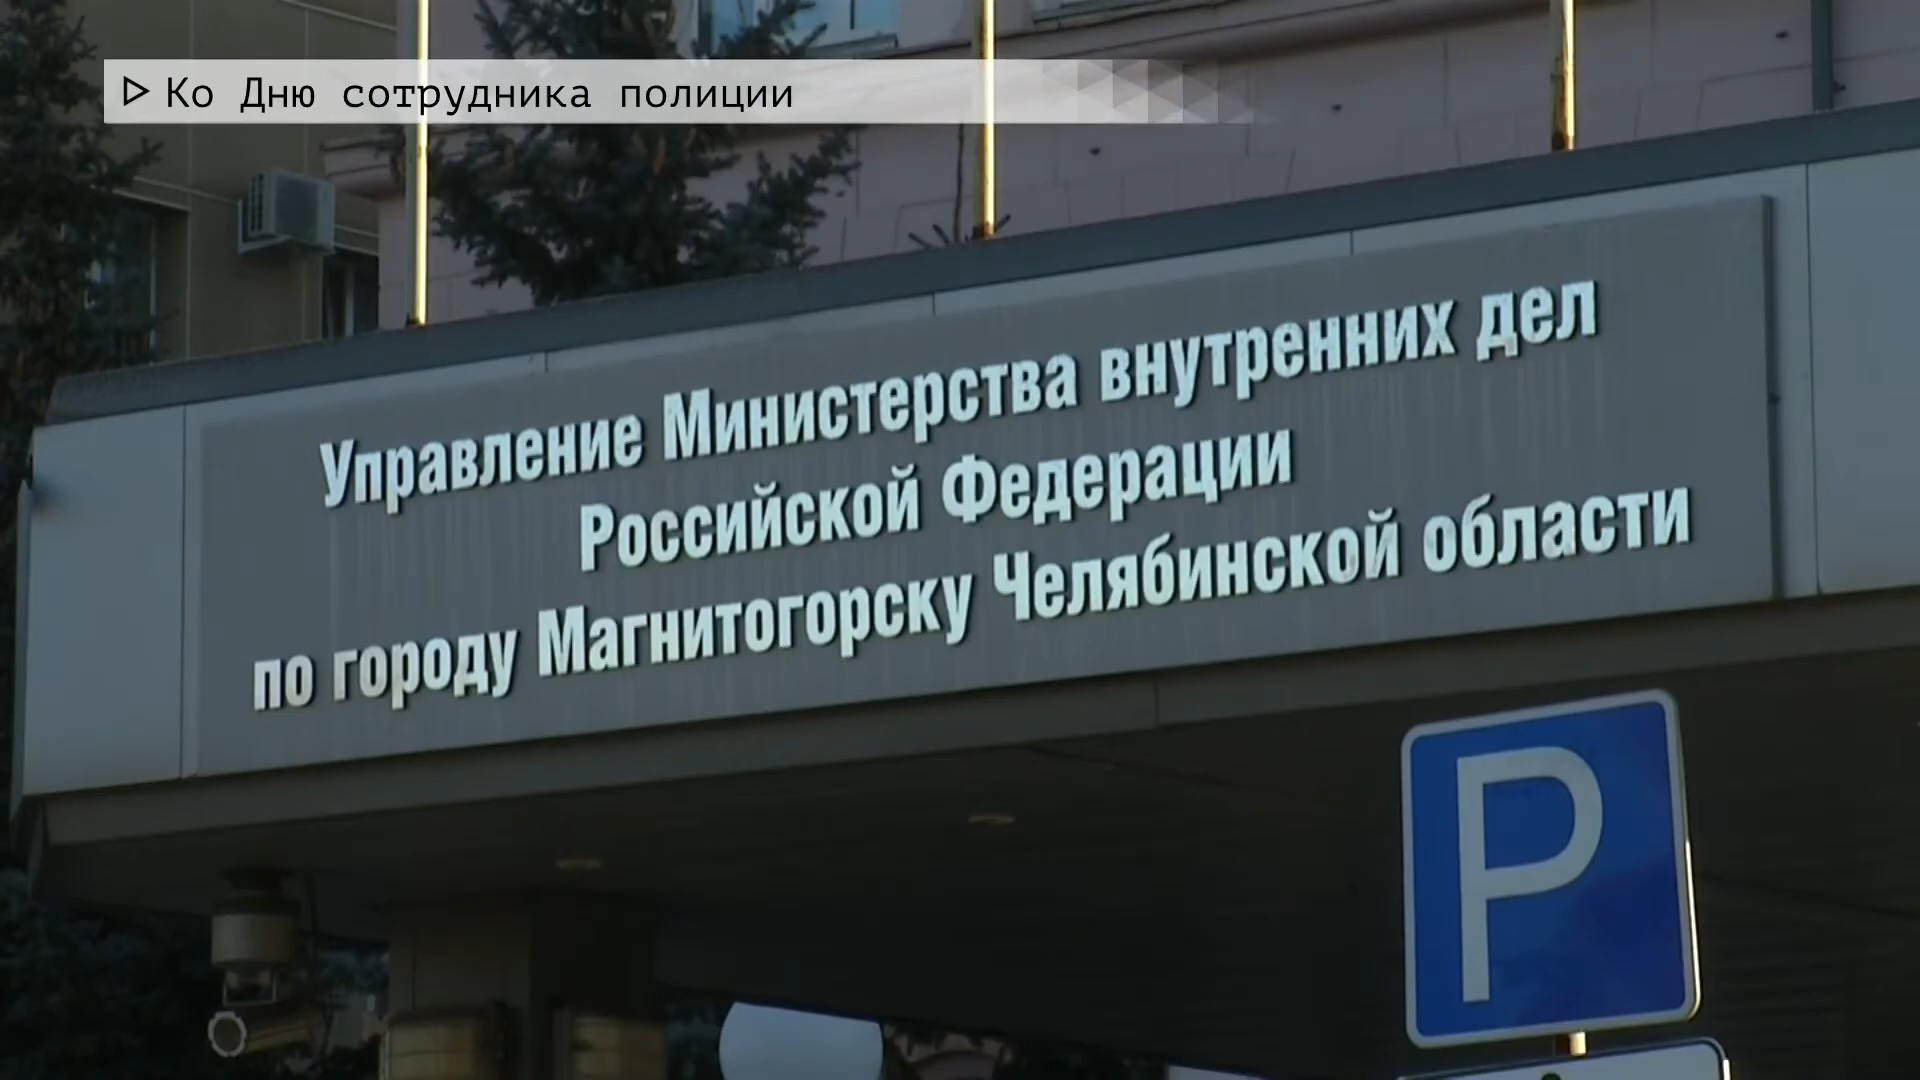 Ко Дню сотрудника полиции
Управление Министерства внутренних дел
Российской Федерации
по городу Магнитогорску Челябинской области
P